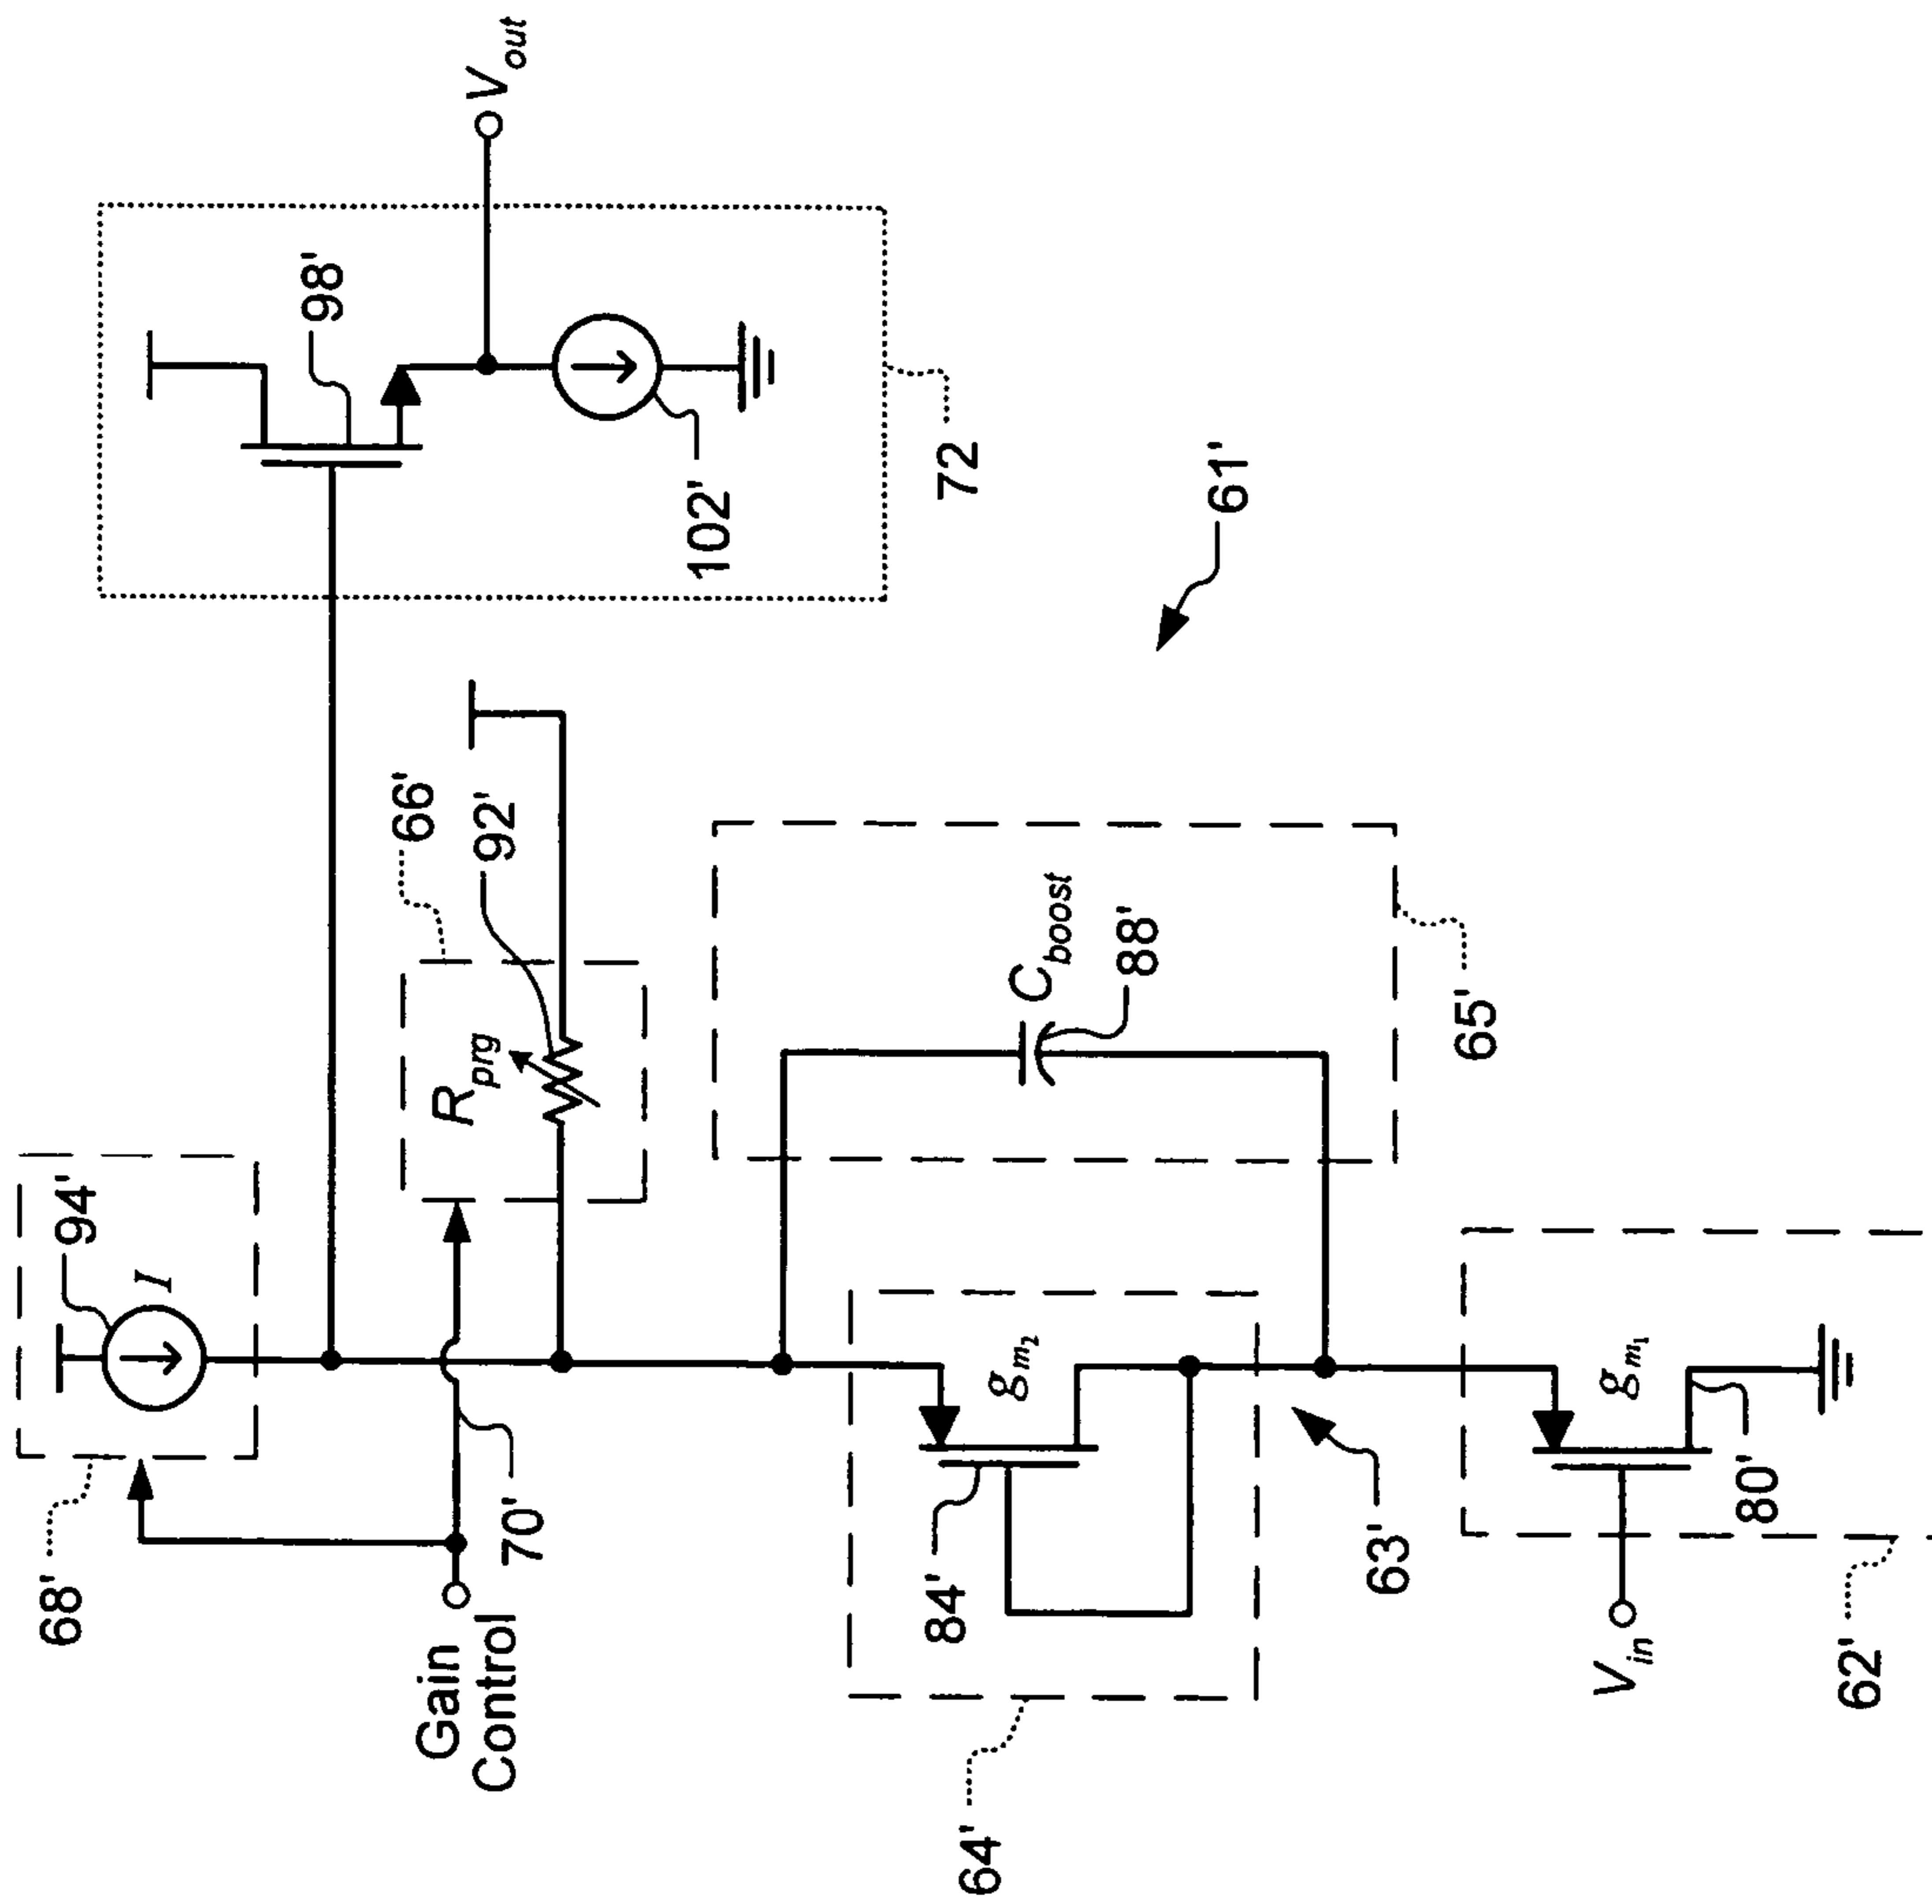 94'
I
68'
98'
V_out
Gain
Control
70'
R_prg
66'
92'
102'
72
61'
g_m2
84'
64'
C_boost
88'
65'
63'
g_m1
80'
V_in
62'